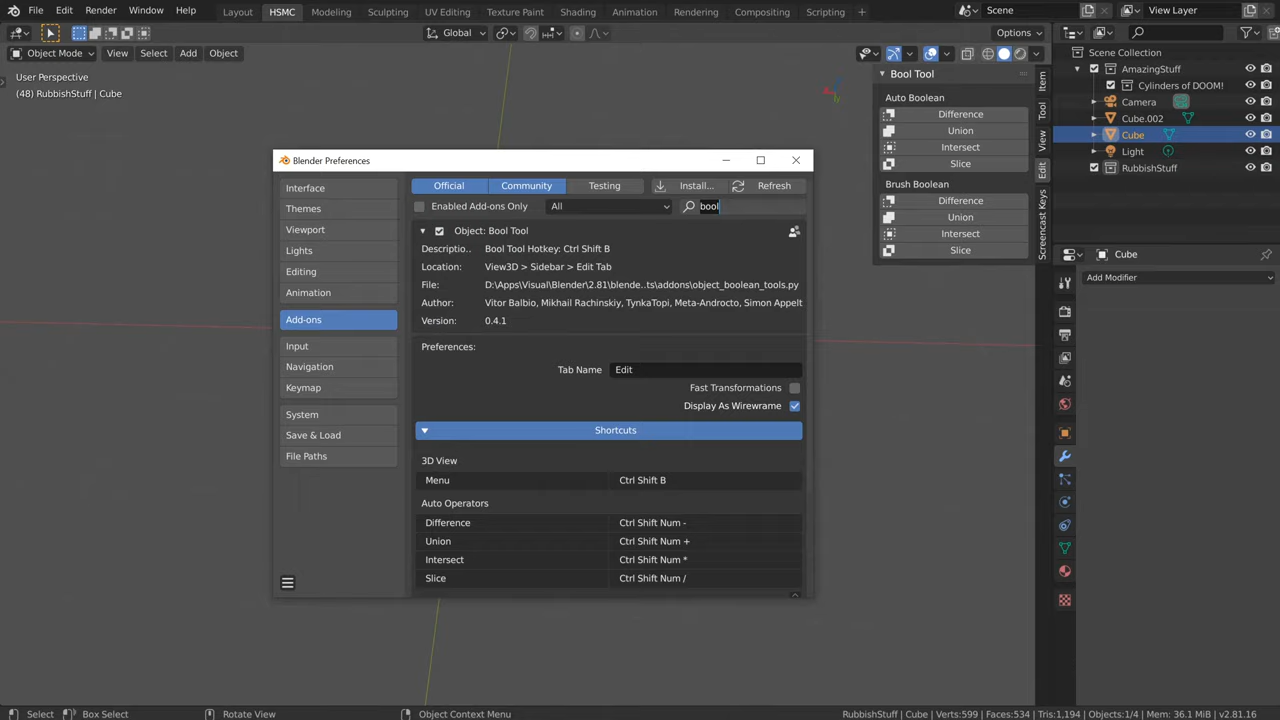 File Edit Render Window Help Layout HSMC Modeling Sculpting UV Editing Texture Paint Shading Animation Rendering Compositing Scripting + Scene View Layer
Global Options
Object Mode View Select Add Object
User Perspective
(48) RubbishStuff | Cube
Bool Tool
Auto Boolean
Difference
Union
Intersect
Slice
Brush Boolean
Difference
Union
Intersect
Slice
Item
Tool
View
Edit
Screencast Keys
Scene Collection
AmazingStuff
Cylinders of DOOM!
Camera
Cube.002
Cube
Light
RubbishStuff
Cube
Add Modifier
Blender Preferences
Interface
Themes
Viewport
Lights
Editing
Animation
Add-ons
Input
Navigation
Keymap
System
Save & Load
File Paths
Official Community Testing Install... Refresh
Enabled Add-ons Only All bool
Object: Bool Tool
Descriptio.. Bool Tool Hotkey: Ctrl Shift B
Location: View3D > Sidebar > Edit Tab
File: D:\Apps\Visual\Blender\2.81\blende..ts\addons\object_boolean_tools.py
Author: Vitor Balbio, Mikhail Rachinskiy, TynkaTopi, Meta-Androcto, Simon Appelt
Version: 0.4.1
Preferences:
Tab Name Edit
Fast Transformations
Display As Wirewrame
Shortcuts
3D View
Menu Ctrl Shift B
Auto Operators
Difference Ctrl Shift Num -
Union Ctrl Shift Num +
Intersect Ctrl Shift Num *
Slice Ctrl Shift Num /
Select Box Select Rotate View Object Context Menu RubbishStuff | Cube | Verts:599 | Faces:534 | Tris:1,194 | Objects:1/4 | Mem: 36.1 MiB | v2.81.16